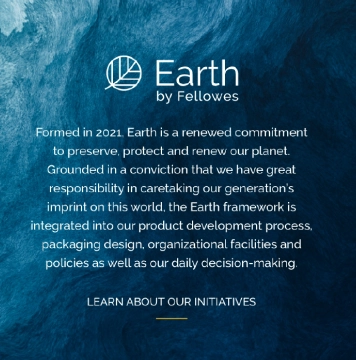 Earth
by Fellowes
Formed in 2021, Earth is a renewed commitment
to preserve, protect and renew our planet.
Grounded in a conviction that we have great
responsibility in caretaking our generation's
imprint on this world, the Earth framework is
integrated into our product development process,
packaging design, organizational facilities and
policies as well as our daily decision-making.
LEARN ABOUT OUR INITIATIVES